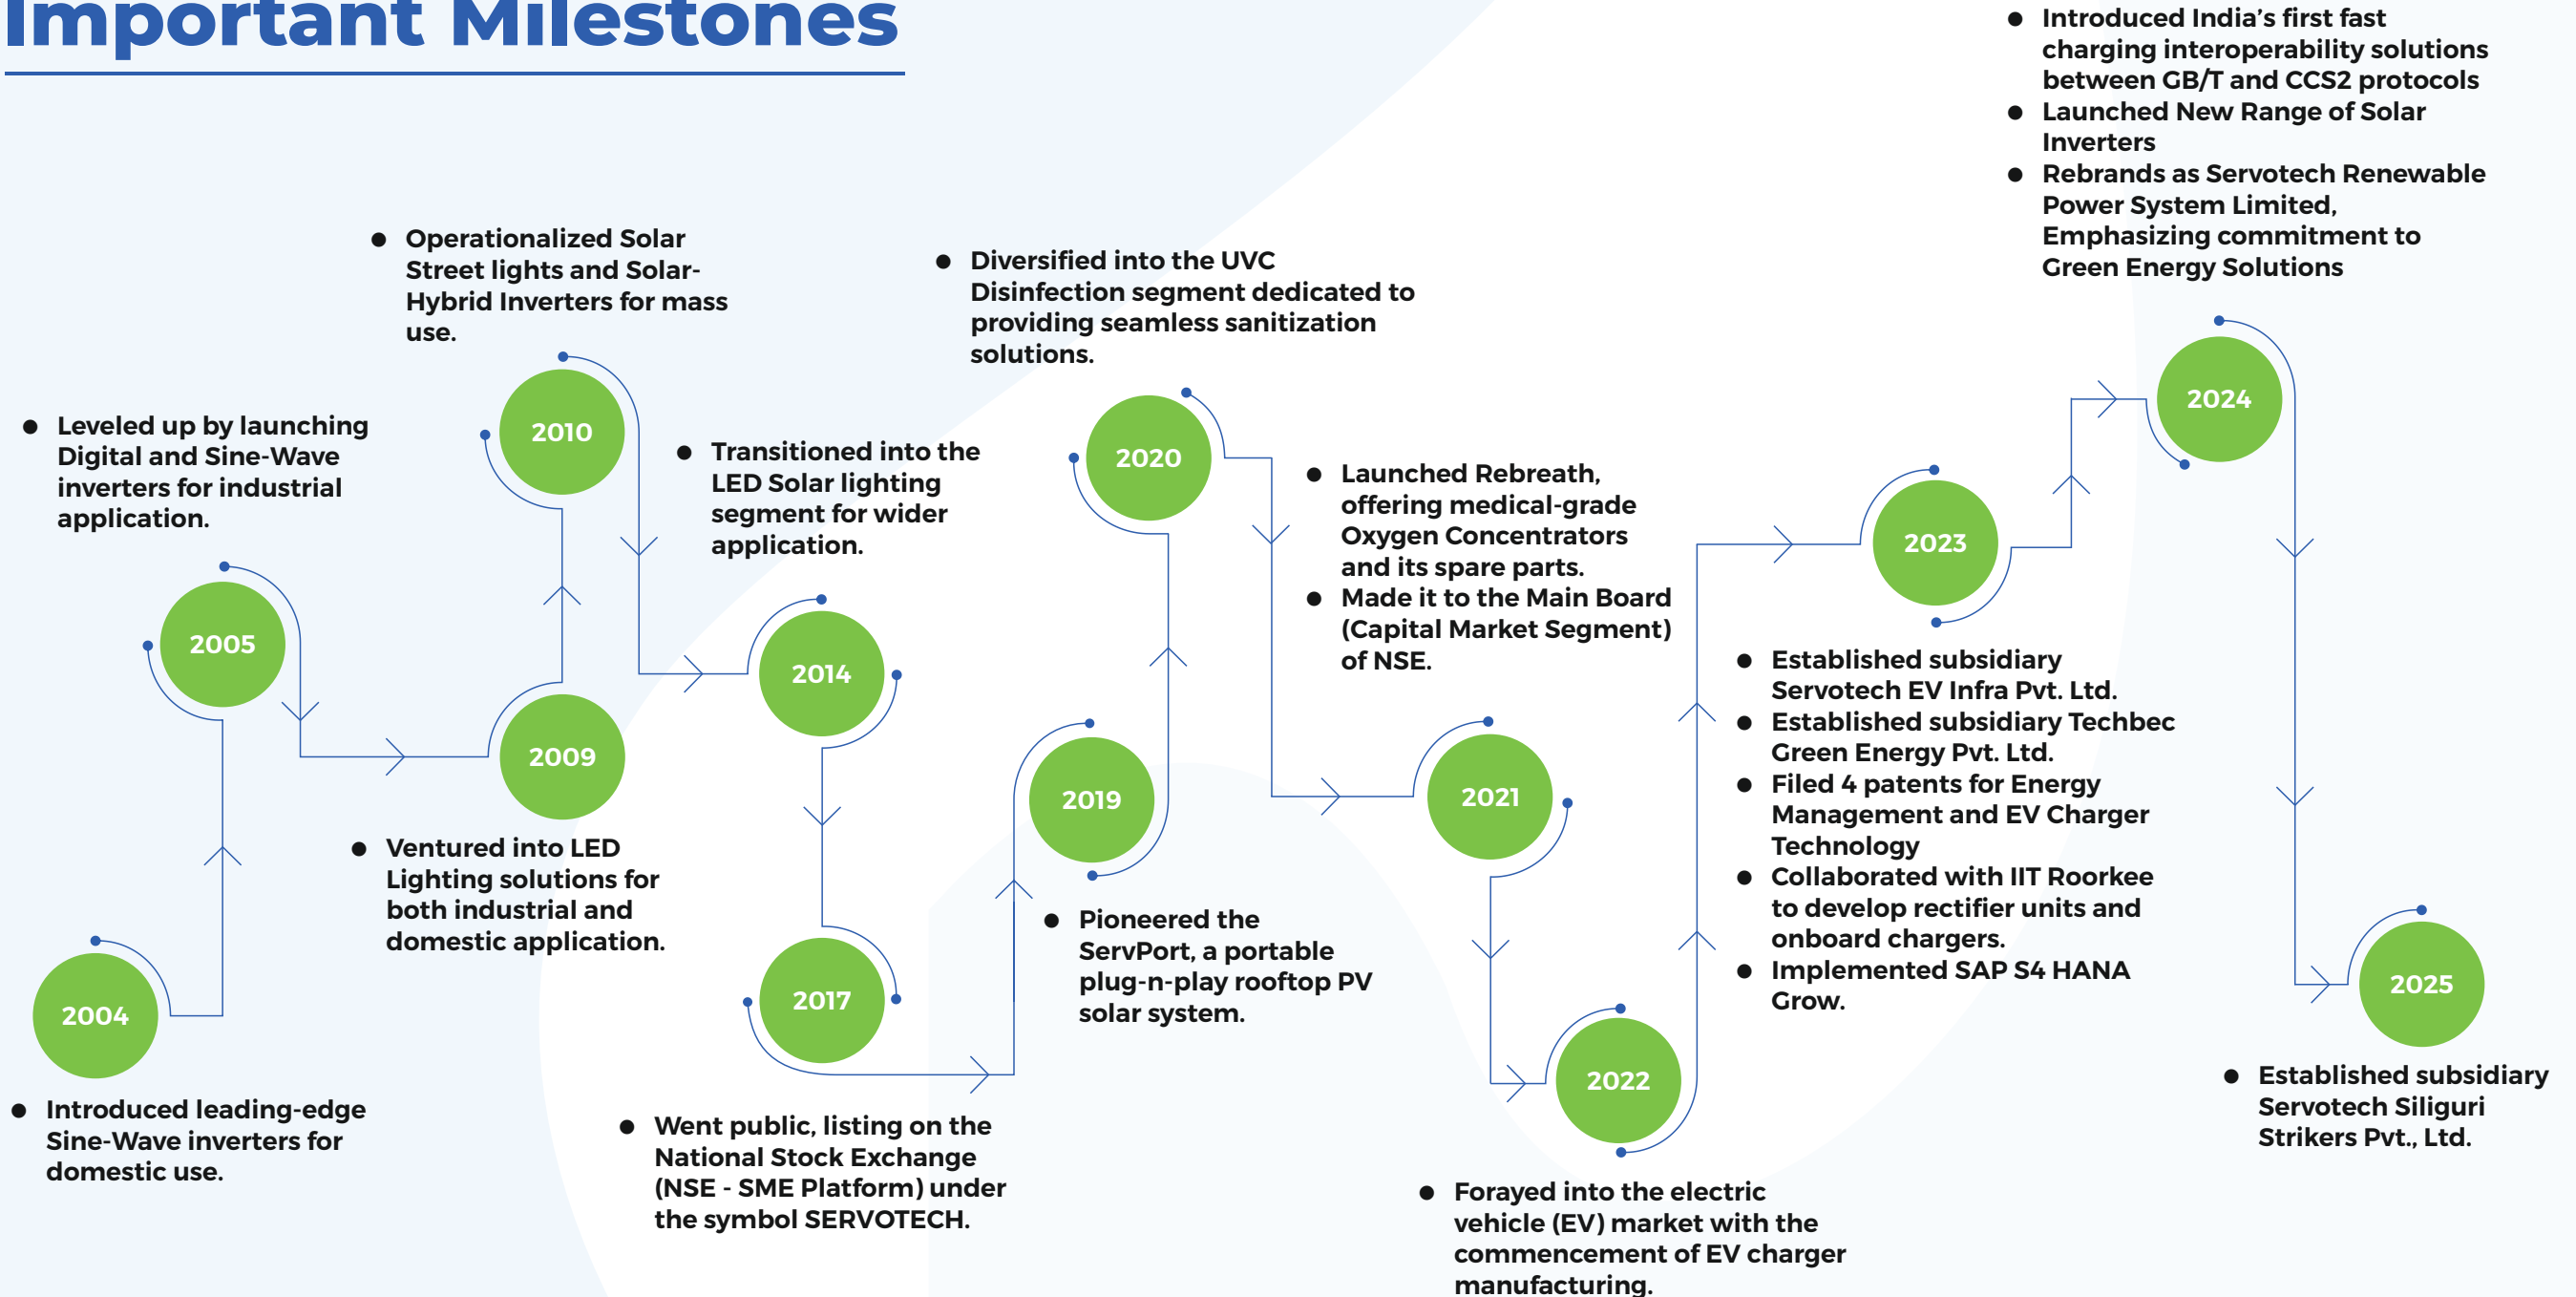 Important Milestones
2004
Introduced leading-edge
Sine-Wave inverters for
domestic use.
Leveled up by launching
Digital and Sine-Wave
inverters for industrial
application.
2005
2009
Ventured into LED
Lighting solutions for
both industrial and
domestic application.
Operationalized Solar
Street lights and Solar-
Hybrid Inverters for mass
use.
2010
Transitioned into the
LED Solar lighting
segment for wider
application.
2014
2017
Went public, listing on the
National Stock Exchange
(NSE - SME Platform) under
the symbol SERVOTECH.
2019
Pioneered the
ServPort, a portable
plug-n-play rooftop PV
solar system.
Diversified into the UVC
Disinfection segment dedicated to
providing seamless sanitization
solutions.
2020
Launched Rebreath,
offering medical-grade
Oxygen Concentrators
and its spare parts.
Made it to the Main Board
(Capital Market Segment)
of NSE.
2021
2022
Forayed into the electric
vehicle (EV) market with the
commencement of EV charger
manufacturing.
2023
Established subsidiary
Servotech EV Infra Pvt. Ltd.
Established subsidiary Techbec
Green Energy Pvt. Ltd.
Filed 4 patents for Energy
Management and EV Charger
Technology
Collaborated with IIT Roorkee
to develop rectifier units and
onboard chargers.
Implemented SAP S4 HANA
Grow.
Introduced India's first fast
charging interoperability solutions
between GB/T and CCS2 protocols
Launched New Range of Solar
Inverters
Rebrands as Servotech Renewable
Power System Limited,
Emphasizing commitment to
Green Energy Solutions
2024
2025
Established subsidiary
Servotech Siliguri
Strikers Pvt., Ltd.